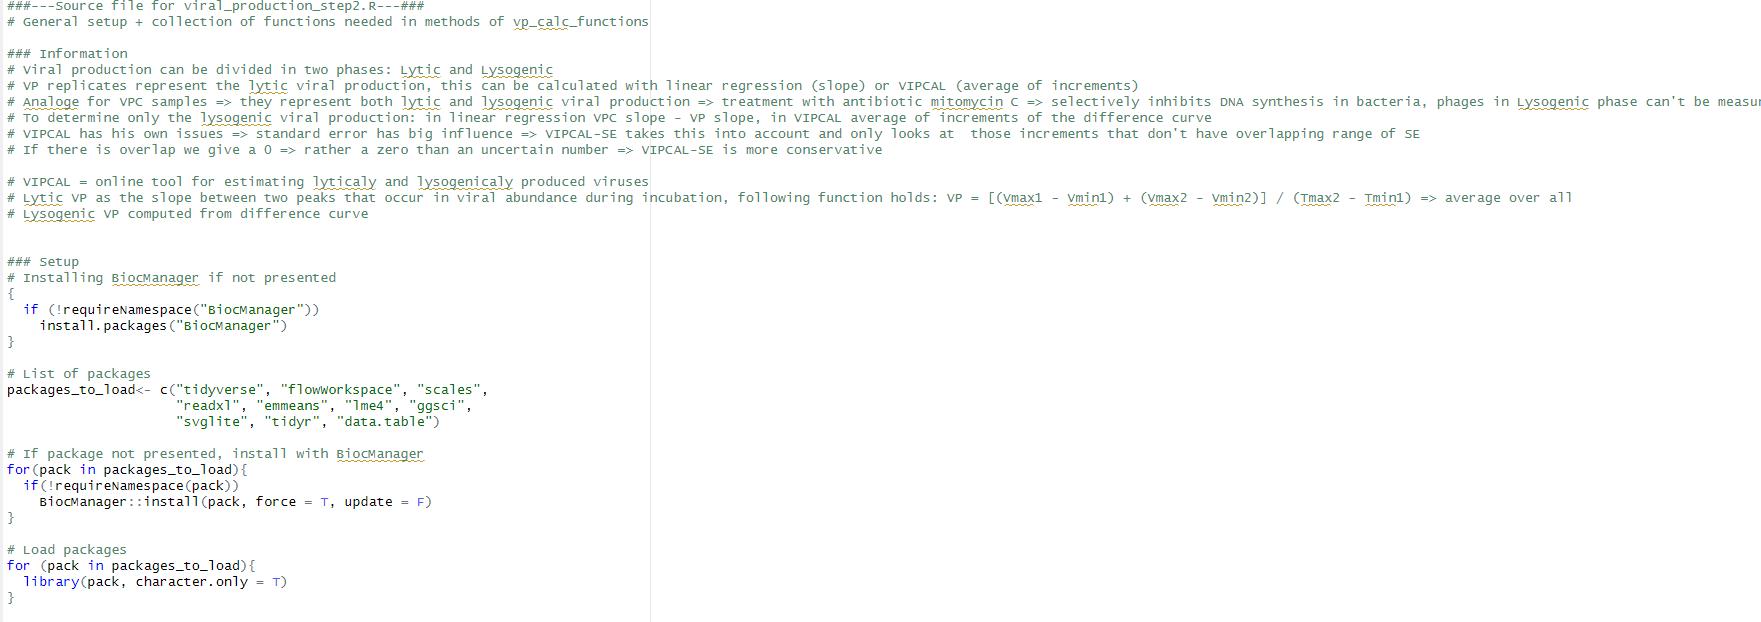 ###---Source file for viral_production_step2.R---###
# General setup + collection of functions needed in methods of vp_calc_functions
### Information
# Viral production can be divided in two phases: Lytic and Lysogenic
# VP replicates represent the lytic viral production, this can be calculated with linear regression (slope) or VIPCAL (average of increments)
# Analoge for VPC samples => they represent both lytic and lysogenic viral production => treatment with antibiotic mitomycin C => selectively inhibits DNA synthesis in bacteria, phages in Lysogenic phase can't be measu
# To determine only the lysogenic viral production: in linear regression VPC slope - VP slope, in VIPCAL average of increments of the difference curve
# VIPCAL has his own issues => standard error has big influence => VIPCAL-SE takes this into account and only looks at  those increments that don't have overlapping range of SE
# If there is overlap we give a 0 => rather a zero than an uncertain number => VIPCAL-SE is more conservative
# VIPCAL = online tool for estimating lyticaly and lysogenicaly produced viruses
# Lytic VP as the slope between two peaks that occur in viral abundance during incubation, following function holds: VP = [(Vmax1 - Vmin1) + (Vmax2 - Vmin2)] / (Tmax2 - Tmin1) => average over all
# Lysogenic VP computed from difference curve
### Setup
# Installing BiocManager if not presented
{
  if (!requireNamespace("BiocManager"))
    install.packages("BiocManager")
}
# List of packages
packages_to_load<- c("tidyverse", "flowWorkspace", "scales",
                     "readxl", "emmeans", "lme4", "ggsci",
                     "svglite", "tidyr", "data.table")
# If package not presented, install with BiocManager
for(pack in packages_to_load){
  if(!requireNamespace(pack))
    BiocManager::install(pack, force = T, update = F)
}
# Load packages
for (pack in packages_to_load){
  library(pack, character.only = T)
}